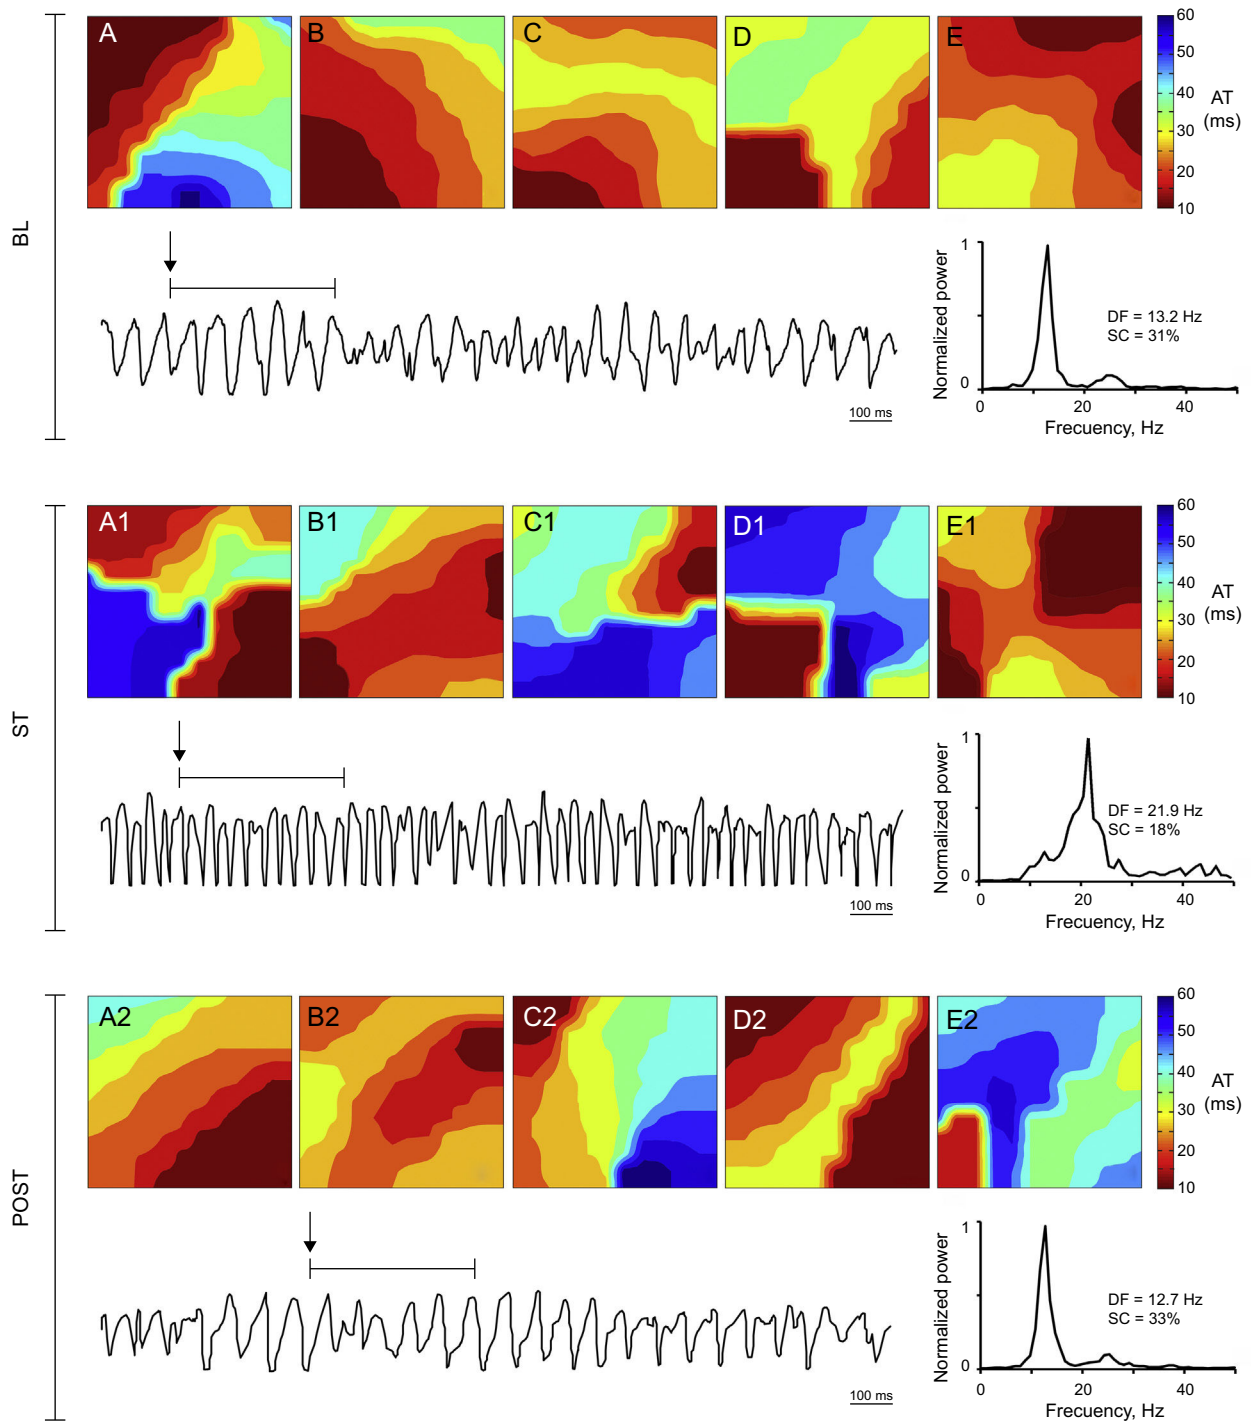 A B C D E
60
50
40
30
20
10
AT
(ms)
BL
100 ms
Normalized power
1
0
DF = 13.2 Hz
SC = 31%
0 20 40
Frecuency, Hz
A1 B1 C1 D1 E1
60
50
40
30
20
10
AT
(ms)
ST
100 ms
Normalized power
1
0
DF = 21.9 Hz
SC = 18%
0 20 40
Frecuency, Hz
A2 B2 C2 D2 E2
60
50
40
30
20
10
AT
(ms)
POST
100 ms
Normalized power
1
0
DF = 12.7 Hz
SC = 33%
0 20 40
Frecuency, Hz